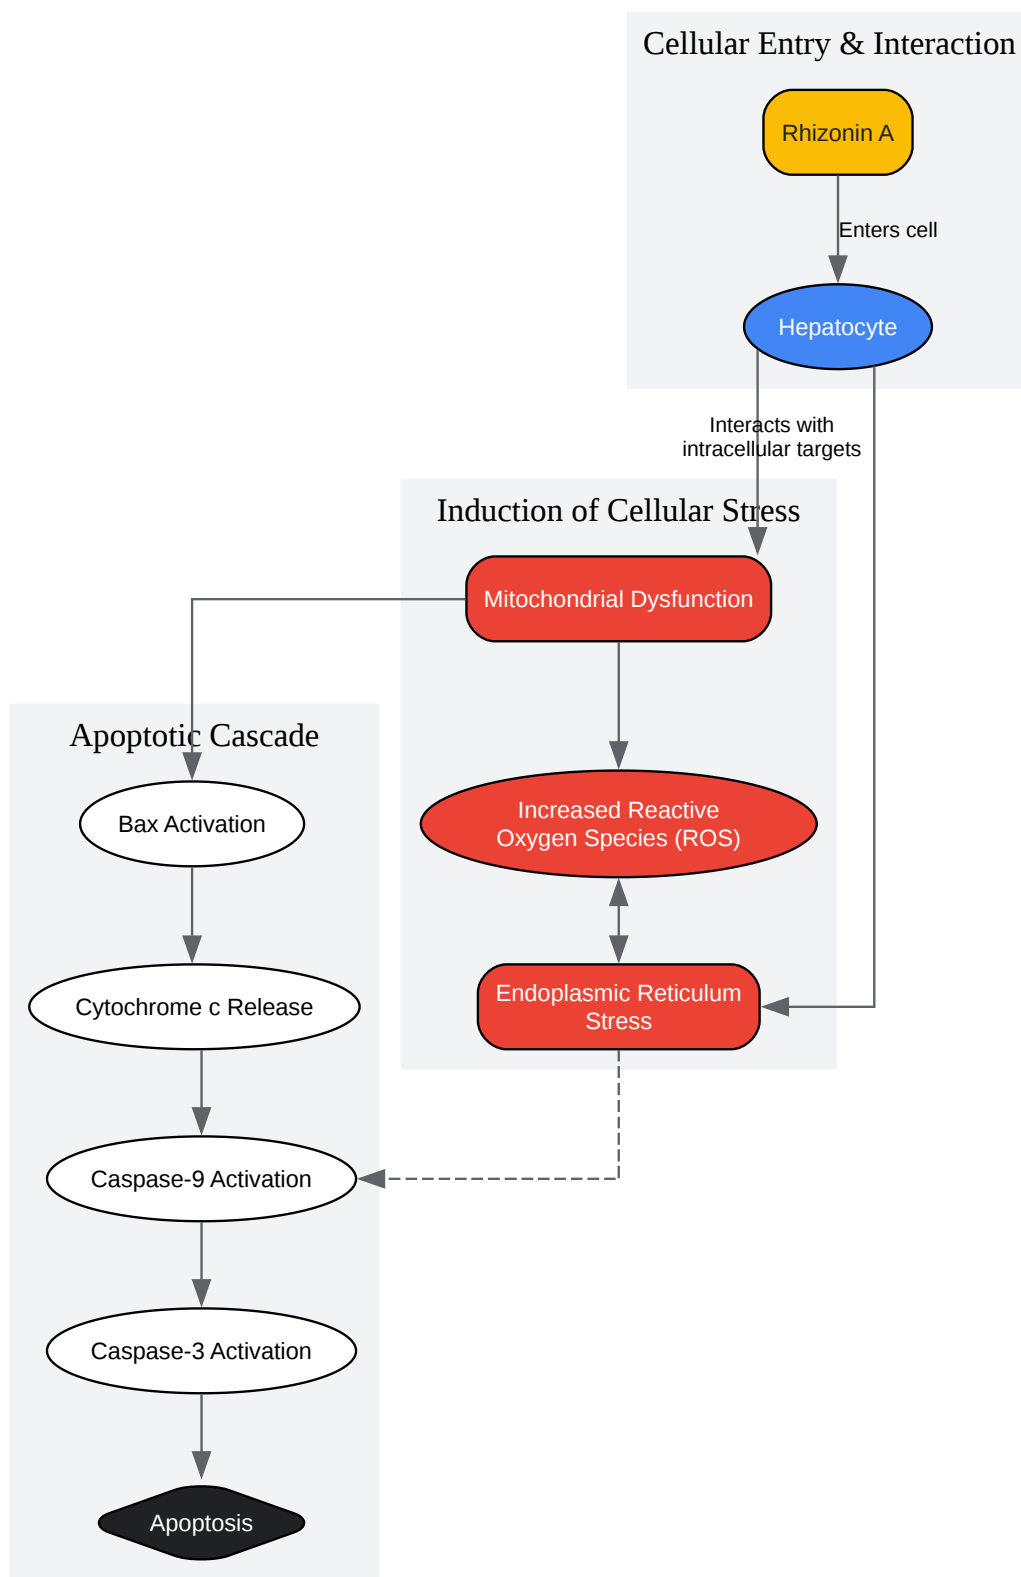 Cellular Entry & Interaction
Rhizonin A
Enters cell
Hepatocyte
Interacts with
intracellular targets
Induction of Cellular Stress
Mitochondrial Dysfunction
Increased Reactive
Oxygen Species (ROS)
Endoplasmic Reticulum
Stress
Apoptotic Cascade
Bax Activation
Cytochrome c Release
Caspase-9 Activation
Caspase-3 Activation
Apoptosis